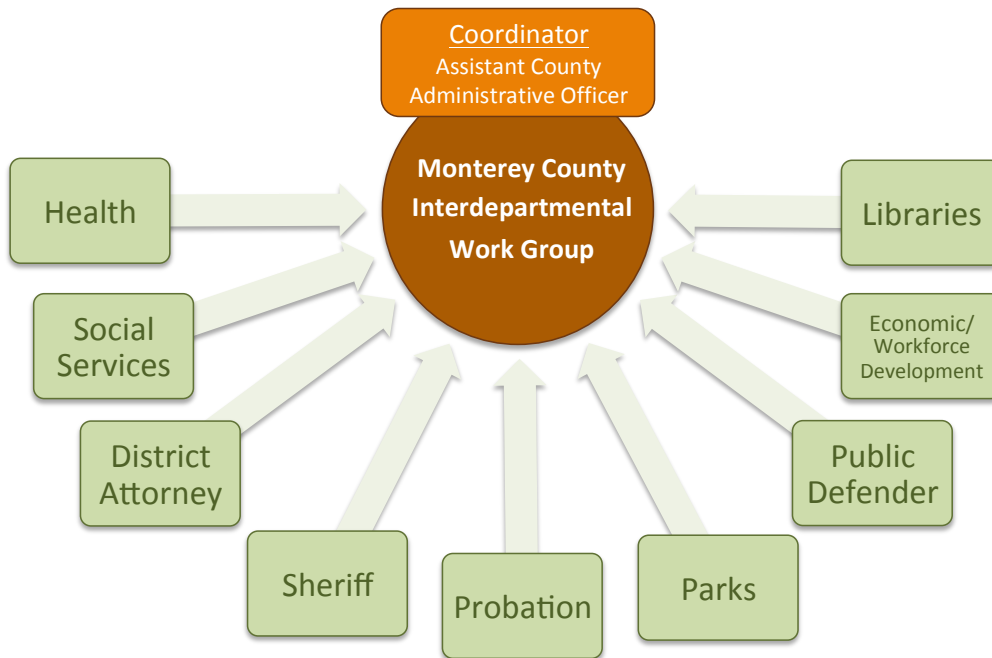 Coordinator
Assistant County
Administrative Officer
Monterey County
Interdepartmental
Work Group
Health
Social
Services
District
Attorney
Sheriff
Probation
Parks
Public
Defender
Economic/
Workforce
Development
Libraries